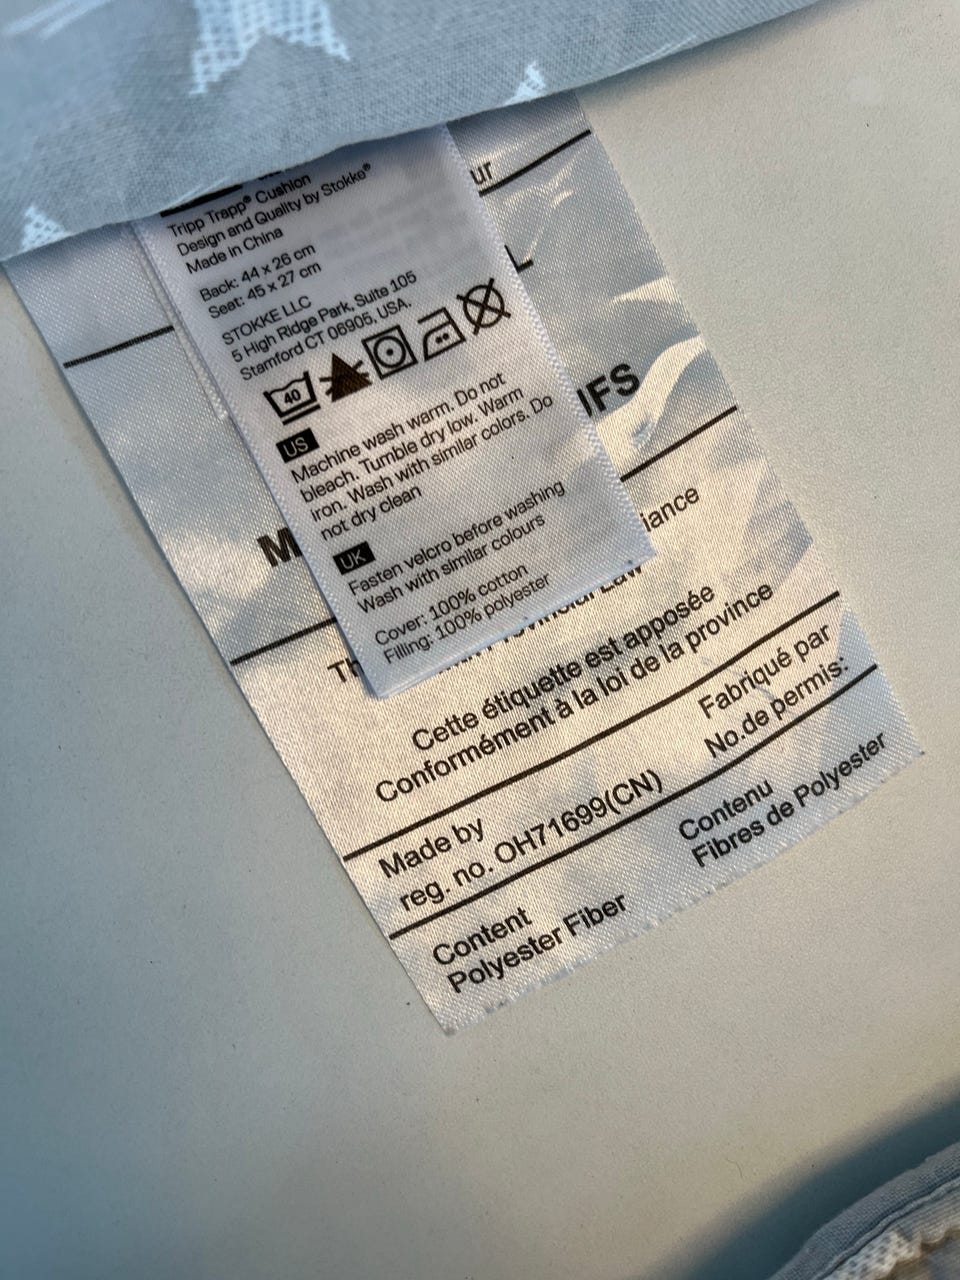 Tripp Trapp® Cushion
Design and Quality by Stokke®
Made in China
Back: 44 x 26 cm
Seat: 45 x 27 cm
STOKKE LLC
5 High Ridge Park, Suite 105
Stamford CT 06905, USA.
40
US
Machine wash warm. Do not
bleach. Tumble dry low. Warm
iron. Wash with similar colors. Do
not dry clean
UK
Fasten velcro before washing
Wash with similar colours
Cover: 100% cotton
Filling: 100% polyester
Cette étiquette est apposée
Conformément à la loi de la province
Made by
reg. no. OH71699(CN)
Fabriqué par
No.de permis:
Content
Polyester Fiber
Contenu
Fibres de Polyester